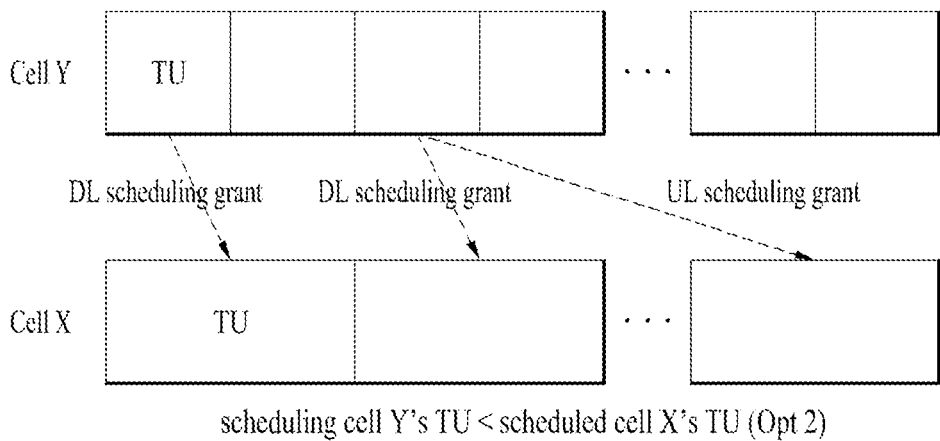 Cell Y TU . . .
DL scheduling grant DL scheduling grant UL scheduling grant
Cell X TU . . .
scheduling cell Y's TU < scheduled cell X's TU (Opt 2)